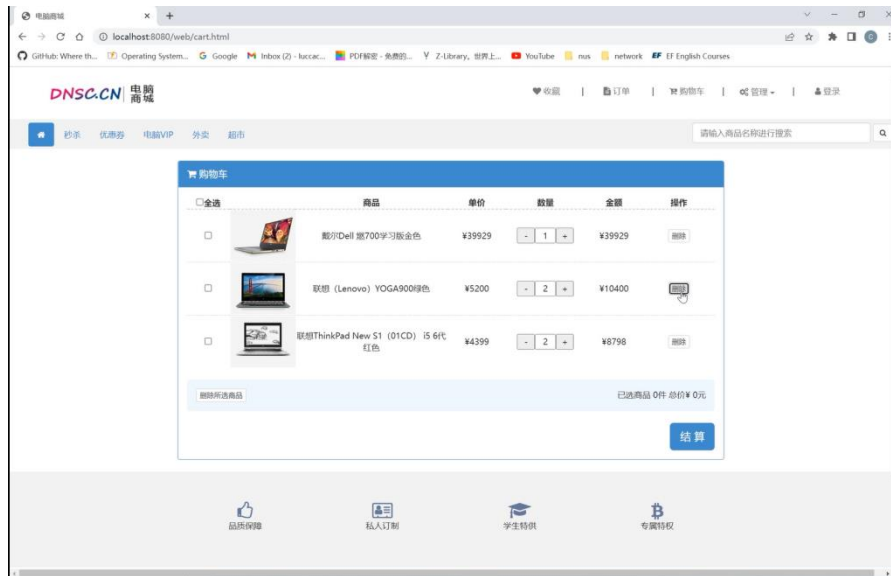 电脑商城
localhost:8080/web/cart.html
GitHub: Where th... Operating System... Google Inbox (2) - luccac... PDF解密 - 免费的... Z-Library。世界上... YouTube nus network EF English Courses
DNSC.CN 电脑商城
收藏 | 订单 | 购物车 | 管理 | 登录
秒杀 优惠券 电脑VIP 外卖 超市 请输入商品名称进行搜索
购物车
全选 商品 单价 数量 金额 操作
戴尔Dell 燃700学习版金色 ¥39929 - 1 + ¥39929 删除
联想（Lenovo）YOGA900绿色 ¥5200 - 2 + ¥10400 删除
联想ThinkPad New S1（01CD） i5 6代
红色 ¥4399 - 2 + ¥8798 删除
删除所选商品 已选商品 0件 总价¥ 0元
结 算
品质保障 私人订制 学生特供 专属特权